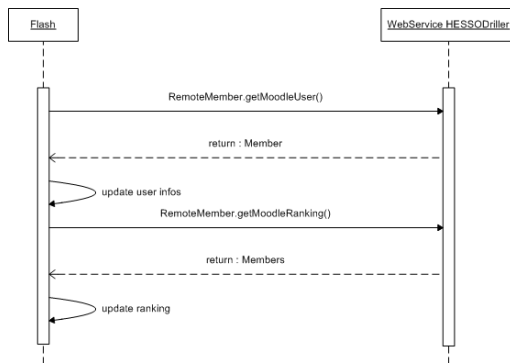 Flash
WebService HESSODriller
RemoteMember.getMoodleUser()
return : Member
update user infos
RemoteMember.getMoodleRanking()
return : Members
update ranking